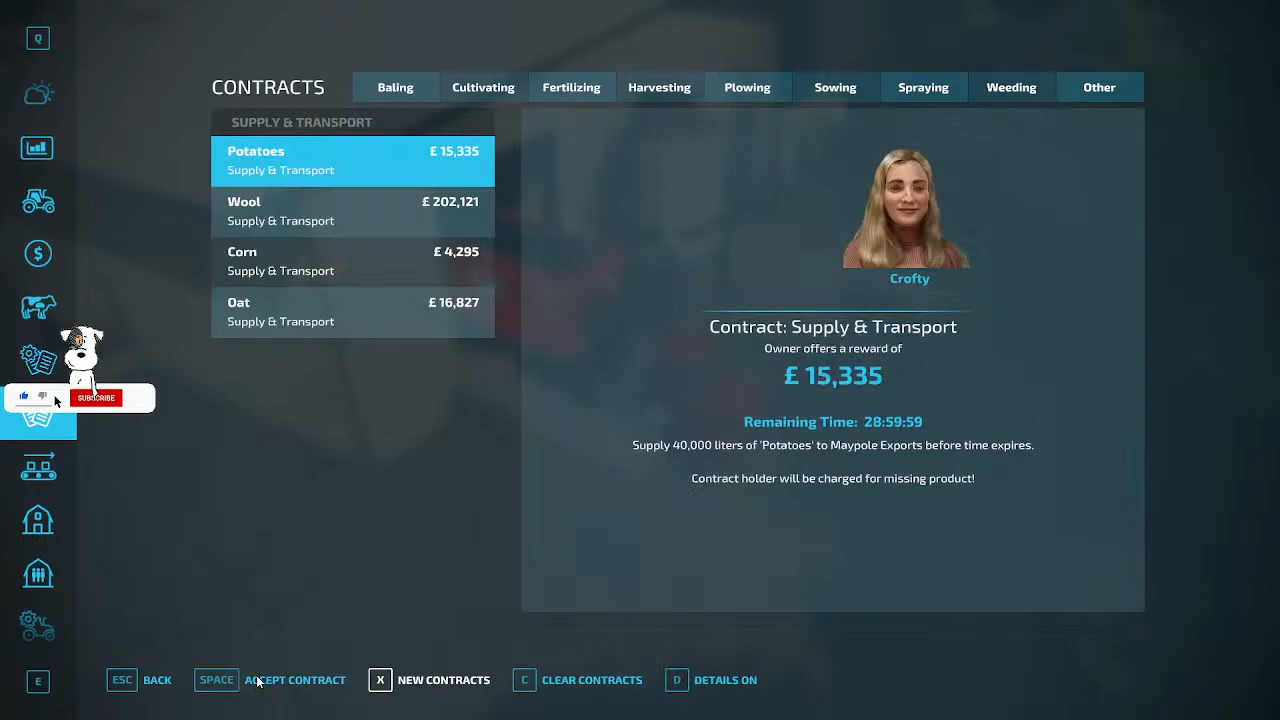 Q
CONTRACTS
Baling
Cultivating
Fertilizing
Harvesting
Plowing
Sowing
Spraying
Weeding
Other
SUPPLY & TRANSPORT
Potatoes £ 15,335
Supply & Transport
Wool £ 202,121
Supply & Transport
Corn £ 4,295
Supply & Transport
Oat £ 16,827
Supply & Transport
Crofty
Contract: Supply & Transport
Owner offers a reward of
£ 15,335
Remaining Time: 28:59:59
Supply 40,000 liters of 'Potatoes' to Maypole Exports before time expires.
Contract holder will be charged for missing product!
SUBSCRIBE
E
ESC BACK
SPACE ACCEPT CONTRACT
X NEW CONTRACTS
C CLEAR CONTRACTS
D DETAILS ON